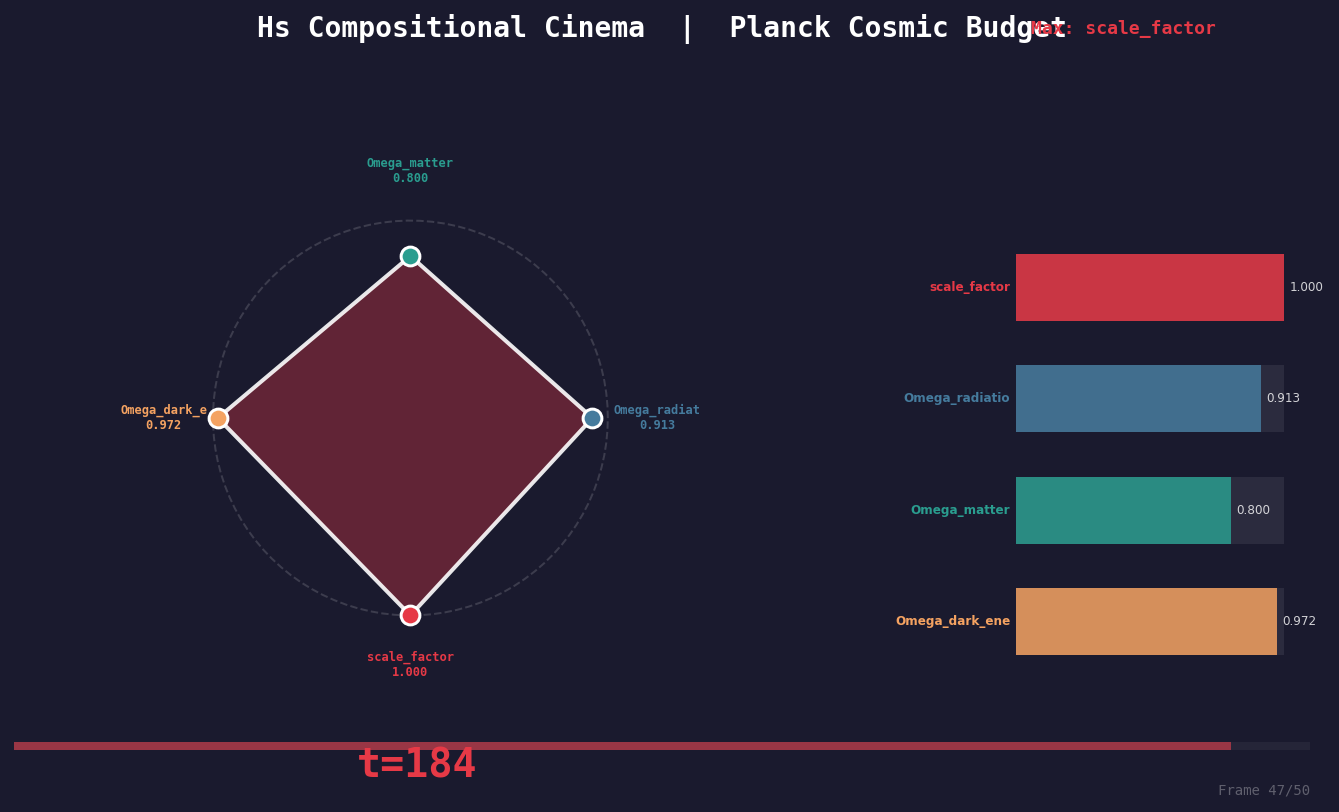 Hs Compositional Cinema | Planck Cosmic Budget
Max: scale_factor
Omega_matter
0.800
Omega_dark_e
0.972
Omega_radiat
0.913
scale_factor
1.000
scale_factor 1.000
Omega_radiatio 0.913
Omega_matter 0.800
Omega_dark_ene 0.972
t=184
Frame 47/50